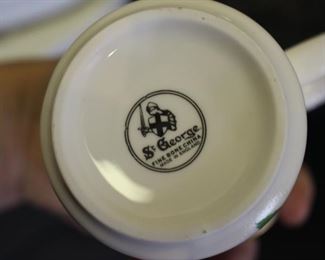 St. George
FINE BONE CHINA
MADE IN ENGLAND